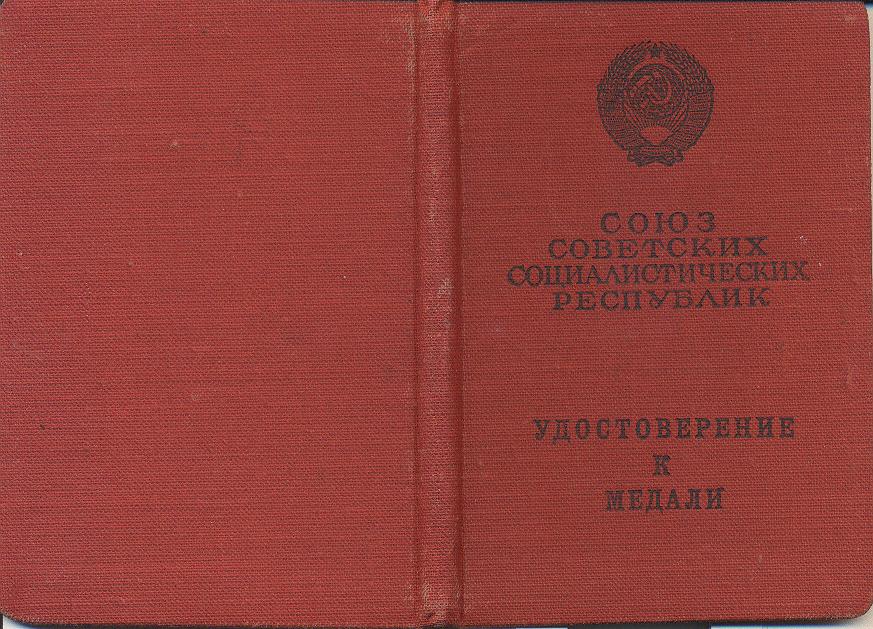 СОЮЗ
СОВЕТСКИХ
СОЦИАЛИСТИЧЕСКИХ
РЕСПУБЛИК
УДОСТОВЕРЕНИЕ
К
МЕДАЛИ